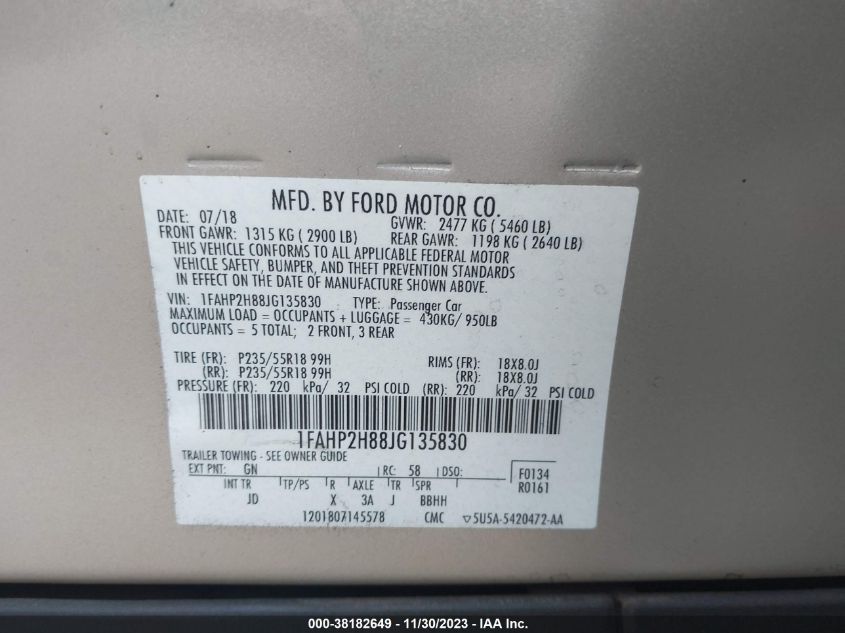 MFD. BY FORD MOTOR CO.
DATE: 07/18 GVWR: 2477 KG ( 5460 LB)
FRONT GAWR: 1315 KG ( 2900 LB) REAR GAWR: 1198 KG ( 2640 LB)
THIS VEHICLE CONFORMS TO ALL APPLICABLE FEDERAL MOTOR
VEHICLE SAFETY, BUMPER, AND THEFT PREVENTION STANDARDS
IN EFFECT ON THE DATE OF MANUFACTURE SHOWN ABOVE.
VIN: 1FAHP2H88JG135830 TYPE: Passenger Car
MAXIMUM LOAD = OCCUPANTS + LUGGAGE = 430KG/ 950LB
OCCUPANTS = 5 TOTAL; 2 FRONT, 3 REAR
TIRE (FR): P235/55R18 99H RIMS (FR): 18X8.0J
(RR): P235/55R18 99H (RR): 18X8.0J
PRESSURE (FR): 220 kPa/ 32 PSI COLD (RR): 220 kPa/ 32 PSI COLD
1FAHP2H88JG135830
TRAILER TOWING - SEE OWNER GUIDE
EXT PNT: GN RC: 58 DSO: F0134
INT TR TP/PS R AXLE TR SPR R0161
JD X 3A J BBHH
1201807145578 CMC ▽5U5A-5420472-AA
000-38182649 - 11/30/2023 - Copyright © IAA, Inc.